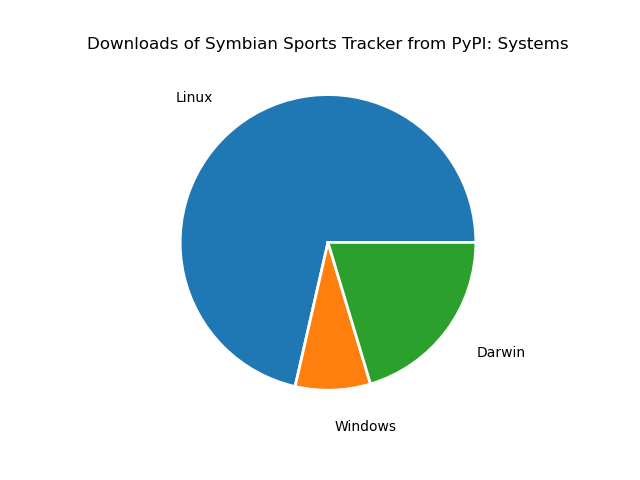 Downloads of Symbian Sports Tracker from PyPI: Systems
Linux
Darwin
Windows